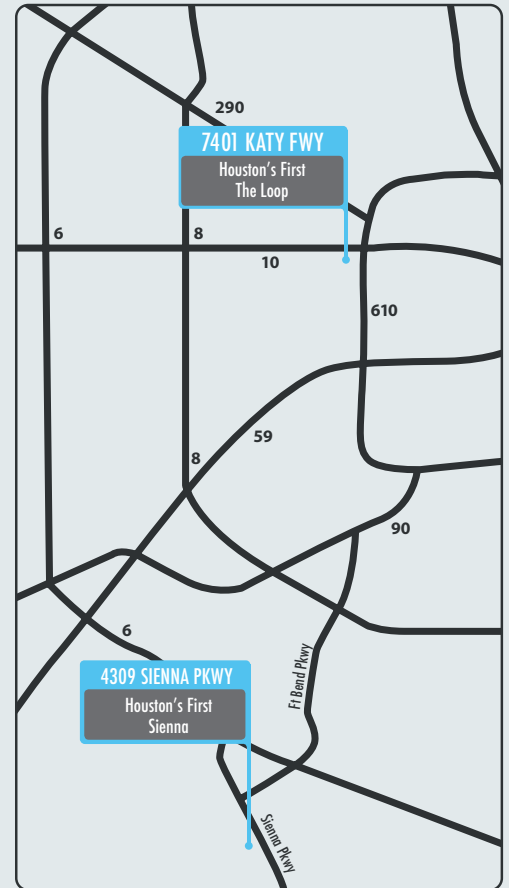 290
7401 KATY FWY
Houston's First
The Loop
6
8
10
610
59
8
90
6
Ft Bend Pkwy
4309 SIENNA PKWY
Houston's First
Sienna
Sienna Pkwy